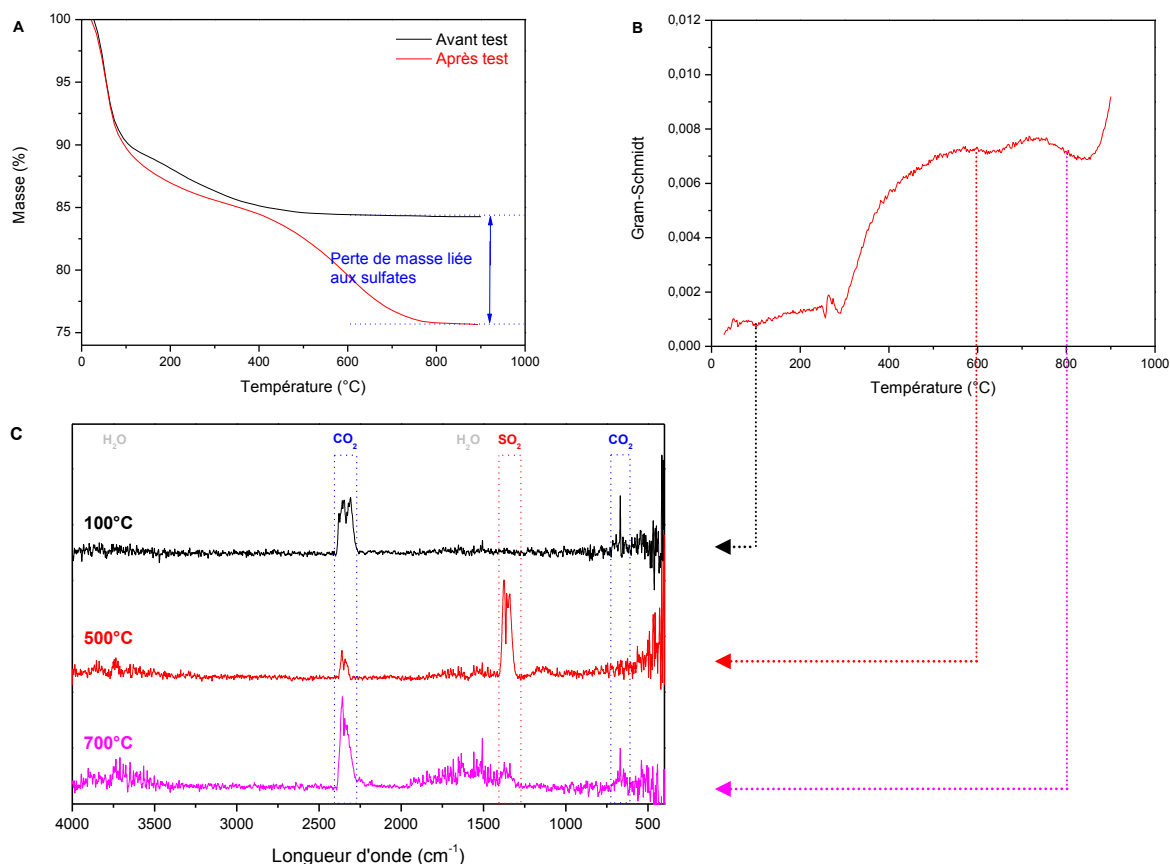 A
100
95
90
85
80
75
Masse (%)
Avant test
Après test
Perte de masse liée
aux sulfates
0
200
400
600
800
1000
Température (°C)
B
0,012
0,010
0,008
0,006
0,004
0,002
0,000
Gram-Schmidt
0
200
400
600
800
1000
Température (°C)
C
H₂O
CO₂
H₂O
SO₂
CO₂
100°C
500°C
700°C
4000
3500
3000
2500
2000
1500
1000
500
Longueur d'onde (cm⁻¹)